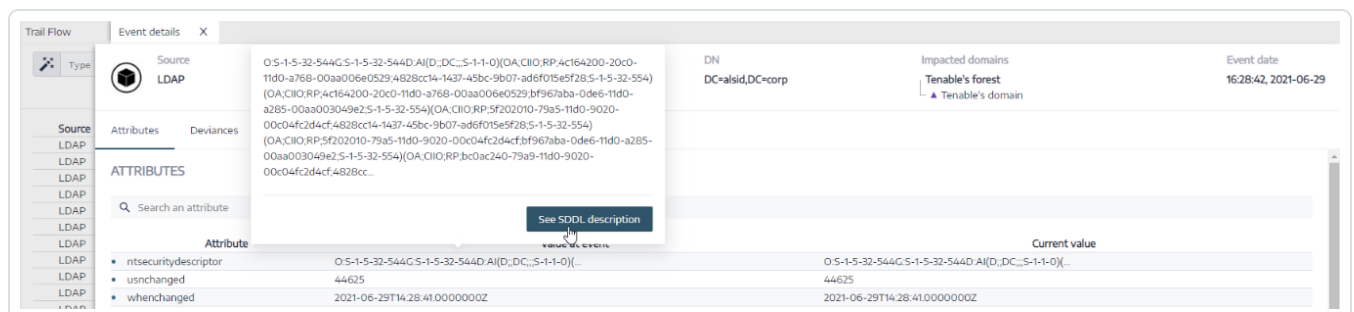 Trail Flow
Event details X
Type
Source
LDAP
O:S-1-5-32-544G:S-1-5-32-544D:AI(D;;DC;;;S-1-1-0)(OA;CIIO;RP;4c164200-20c0-
11d0-a768-00aa006e0529;4828cc14-1437-45bc-9b07-ad6f015e5f28;S-1-5-32-554)
(OA;CIIO;RP;4c164200-20c0-11d0-a768-00aa006e0529;bf967aba-0de6-11d0-
a285-00aa003049e2;S-1-5-32-554)(OA;CIIO;RP;5f202010-79a5-11d0-9020-
00c04fc2d4cf;4828cc14-1437-45bc-9b07-ad6f015e5f28;S-1-5-32-554)
(OA;CIIO;RP;5f202010-79a5-11d0-9020-00c04fc2d4cf;bf967aba-0de6-11d0-a285-
00aa003049e2;S-1-5-32-554)(OA;CIIO;RP;bc0ac240-79a9-11d0-9020-
00c04fc2d4cf;4828cc...
See SDDL description
DN
DC=alsid,DC=corp
Impacted domains
Tenable's forest
Tenable's domain
Event date
16:28:42, 2021-06-29
Source
LDAP
LDAP
LDAP
LDAP
LDAP
LDAP
LDAP
LDAP
LDAP
LDAP
LDAP
Attributes Deviances
ATTRIBUTES
Search an attribute
Attribute Value at event Current value
ntsecuritydescriptor O:S-1-5-32-544G:S-1-5-32-544D:AI(D;;DC;;;S-1-1-0)(... O:S-1-5-32-544G:S-1-5-32-544D:AI(D;;DC;;;S-1-1-0)(...
usnchanged 44625 44625
whenchanged 2021-06-29T14:28:41.0000000Z 2021-06-29T14:28:41.0000000Z